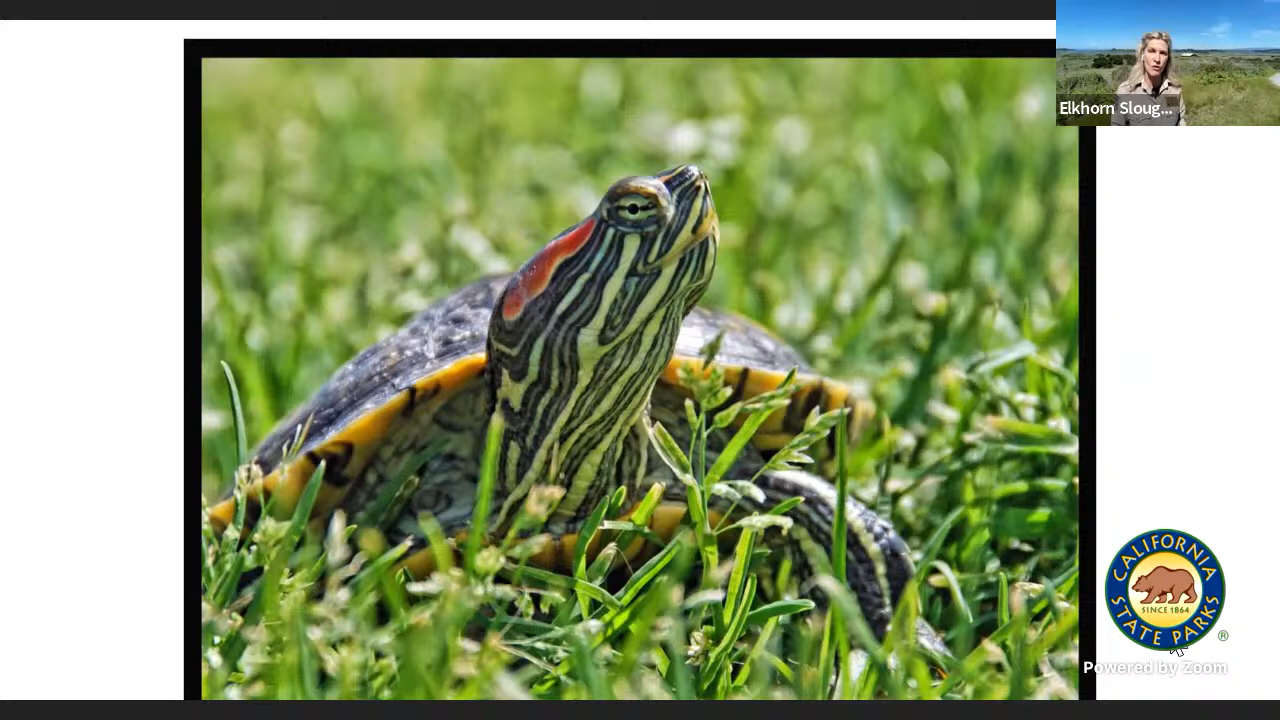 Elkhorn Sloug...
CALIFORNIA
SINCE 1864
STATE PARKS
®
Powered by Zoom